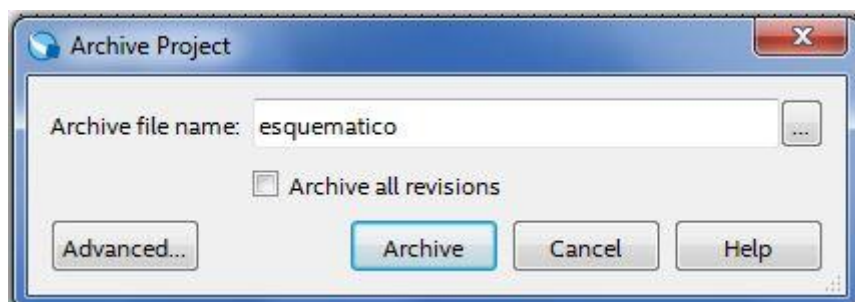 Archive Project
Archive file name: esquematico ...
Archive all revisions
Advanced... Archive Cancel Help